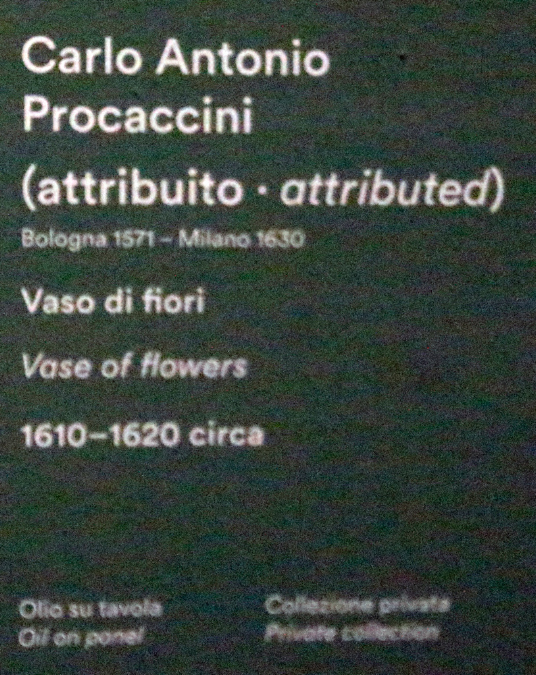 Carlo Antonio
Procaccini
(attribuito · attributed)
Bologna 1571 – Milano 1630
Vaso di fiori
Vase of flowers
1610–1620 circa
Olio su tavola
Oil on panel
Collezione privata
Private collection